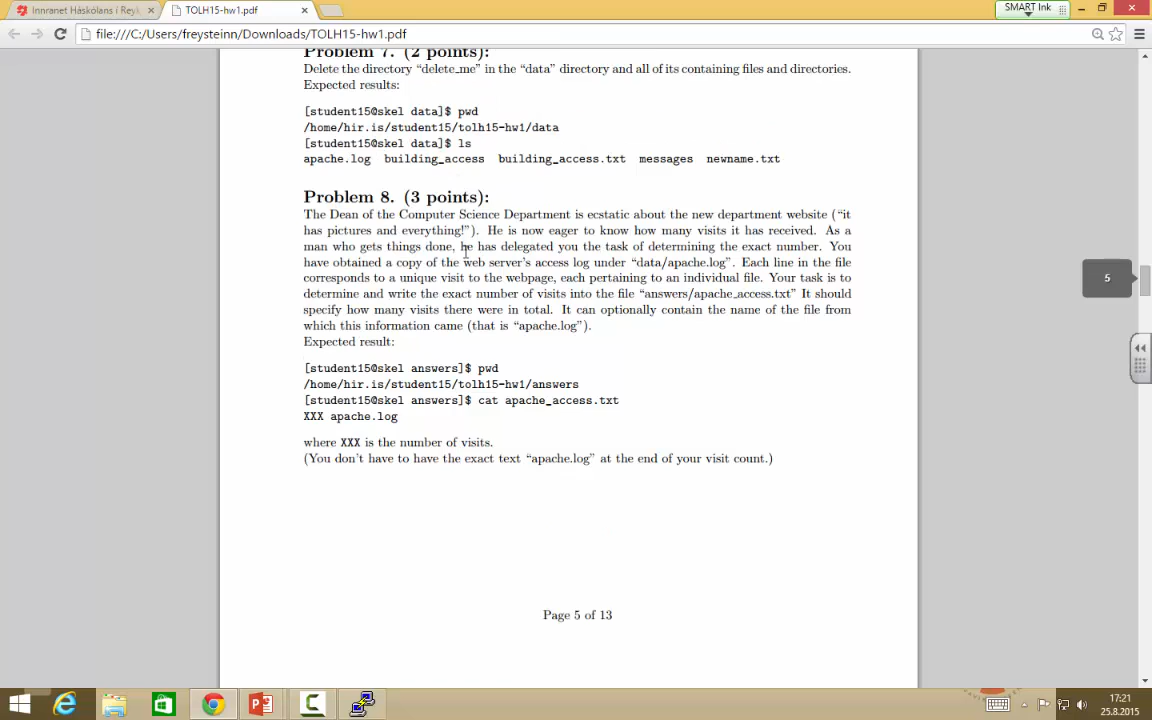 Innranet Háskólans í Reyk
TOLH15-hw1.pdf
SMART Ink
file:///C:/Users/freysteinn/Downloads/TOLH15-hw1.pdf
Problem 7. (2 points):
Delete the directory “delete_me” in the “data” directory and all of its containing files and directories.
Expected results:
[student15@skel data]$ pwd
/home/hir.is/student15/tolh15-hw1/data
[student15@skel data]$ ls
apache.log building_access building_access.txt messages newname.txt
Problem 8. (3 points):
The Dean of the Computer Science Department is ecstatic about the new department website (“it
has pictures and everything!”). He is now eager to know how many visits it has received. As a
man who gets things done, he has delegated you the task of determining the exact number. You
have obtained a copy of the web server’s access log under “data/apache.log”. Each line in the file
corresponds to a unique visit to the webpage, each pertaining to an individual file. Your task is to
determine and write the exact number of visits into the file “answers/apache_access.txt” It should
specify how many visits there were in total. It can optionally contain the name of the file from
which this information came (that is “apache.log”).
Expected result:
[student15@skel answers]$ pwd
/home/hir.is/student15/tolh15-hw1/answers
[student15@skel answers]$ cat apache_access.txt
XXX apache.log
where XXX is the number of visits.
(You don’t have to have the exact text “apache.log” at the end of your visit count.)
5
Page 5 of 13
17:21
25.8.2015